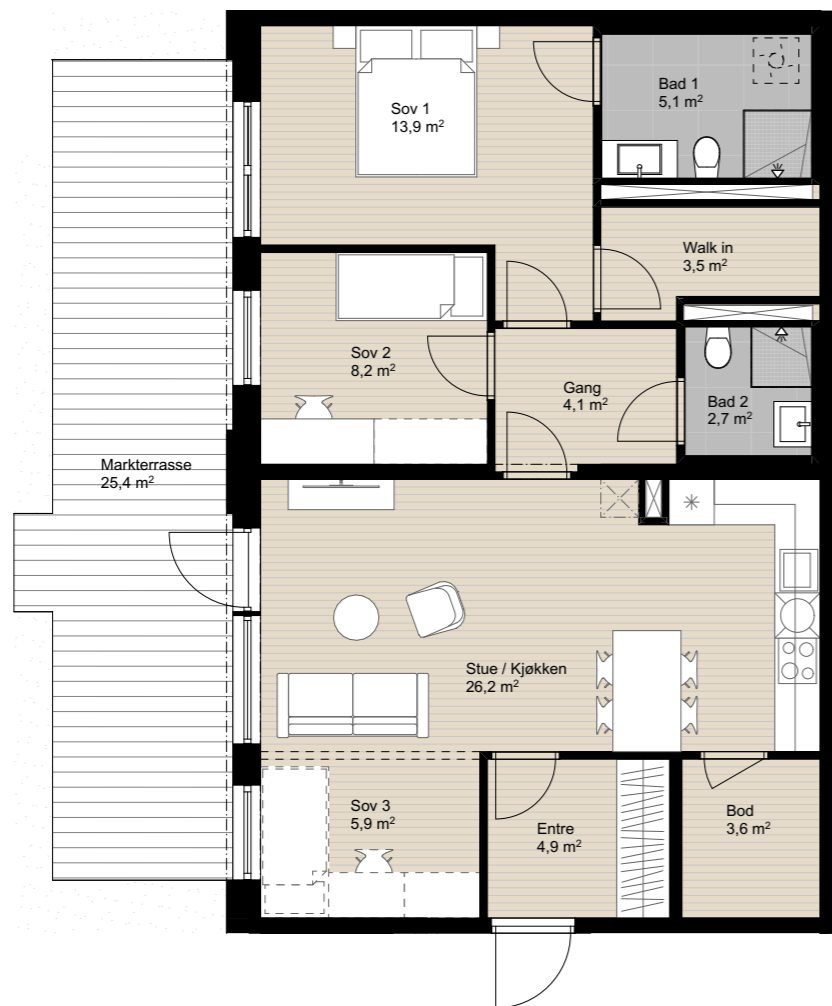 Sov 1
13,9 m²
Bad 1
5,1 m²
Walk in
3,5 m²
Sov 2
8,2 m²
Gang
4,1 m²
Bad 2
2,7 m²
Markterrasse
25,4 m²
Stue / Kjøkken
26,2 m²
Sov 3
5,9 m²
Entre
4,9 m²
Bod
3,6 m²